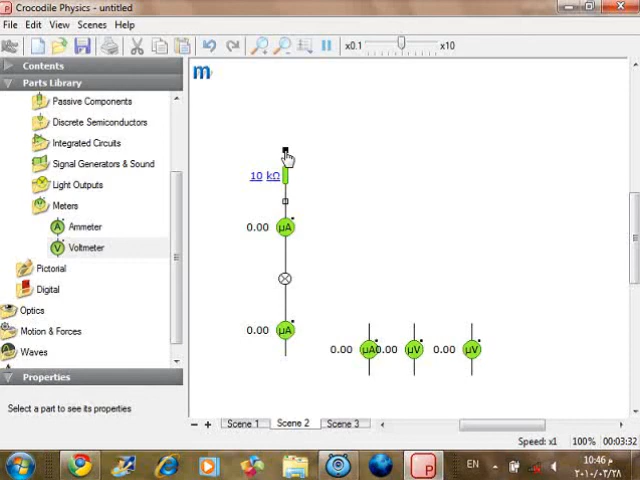 Crocodile Physics - untitled
File Edit View Scenes Help
x0.1 x10
Contents
Parts Library
Passive Components
Discrete Semiconductors
Integrated Circuits
Signal Generators & Sound
Light Outputs
Meters
Ammeter
Voltmeter
Pictorial
Digital
Optics
Motion & Forces
Waves
Properties
Select a part to see its properties
m
10 kΩ
0.00 µA
0.00 µA
0.00 µA 0.00 µV 0.00 µV
Scene 1 Scene 2 Scene 3
Speed: x1 100% 00:03:32
EN
م 10:46
٢٠١٠/٠٣/٢٨